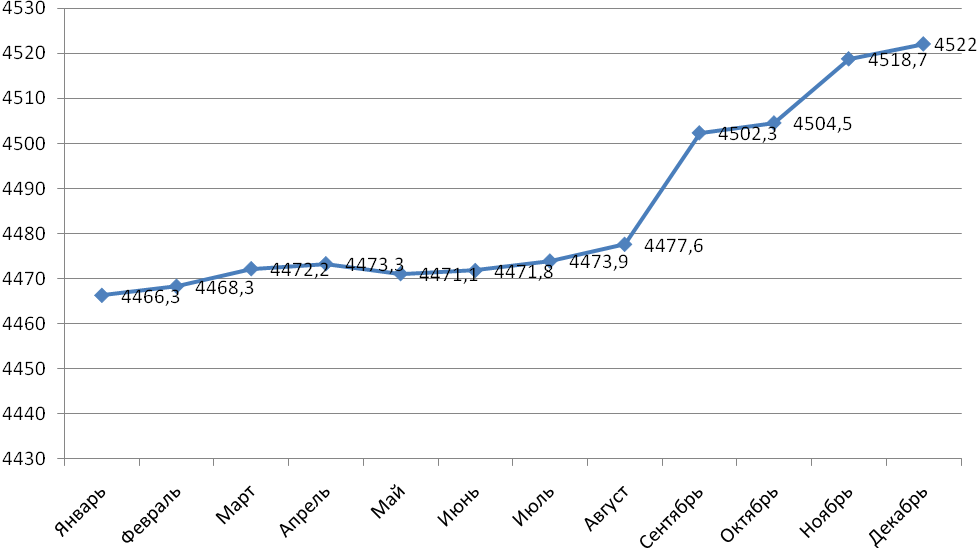 4530
4520
4510
4500
4490
4480
4470
4460
4450
4440
4430
4466,3
4468,3
4472,2
4473,3
4471,1
4471,8
4473,9
4477,6
4502,3
4504,5
4518,7
4522
Январь
Февраль
Март
Апрель
Май
Июнь
Июль
Август
Сентябрь
Октябрь
Ноябрь
Декабрь